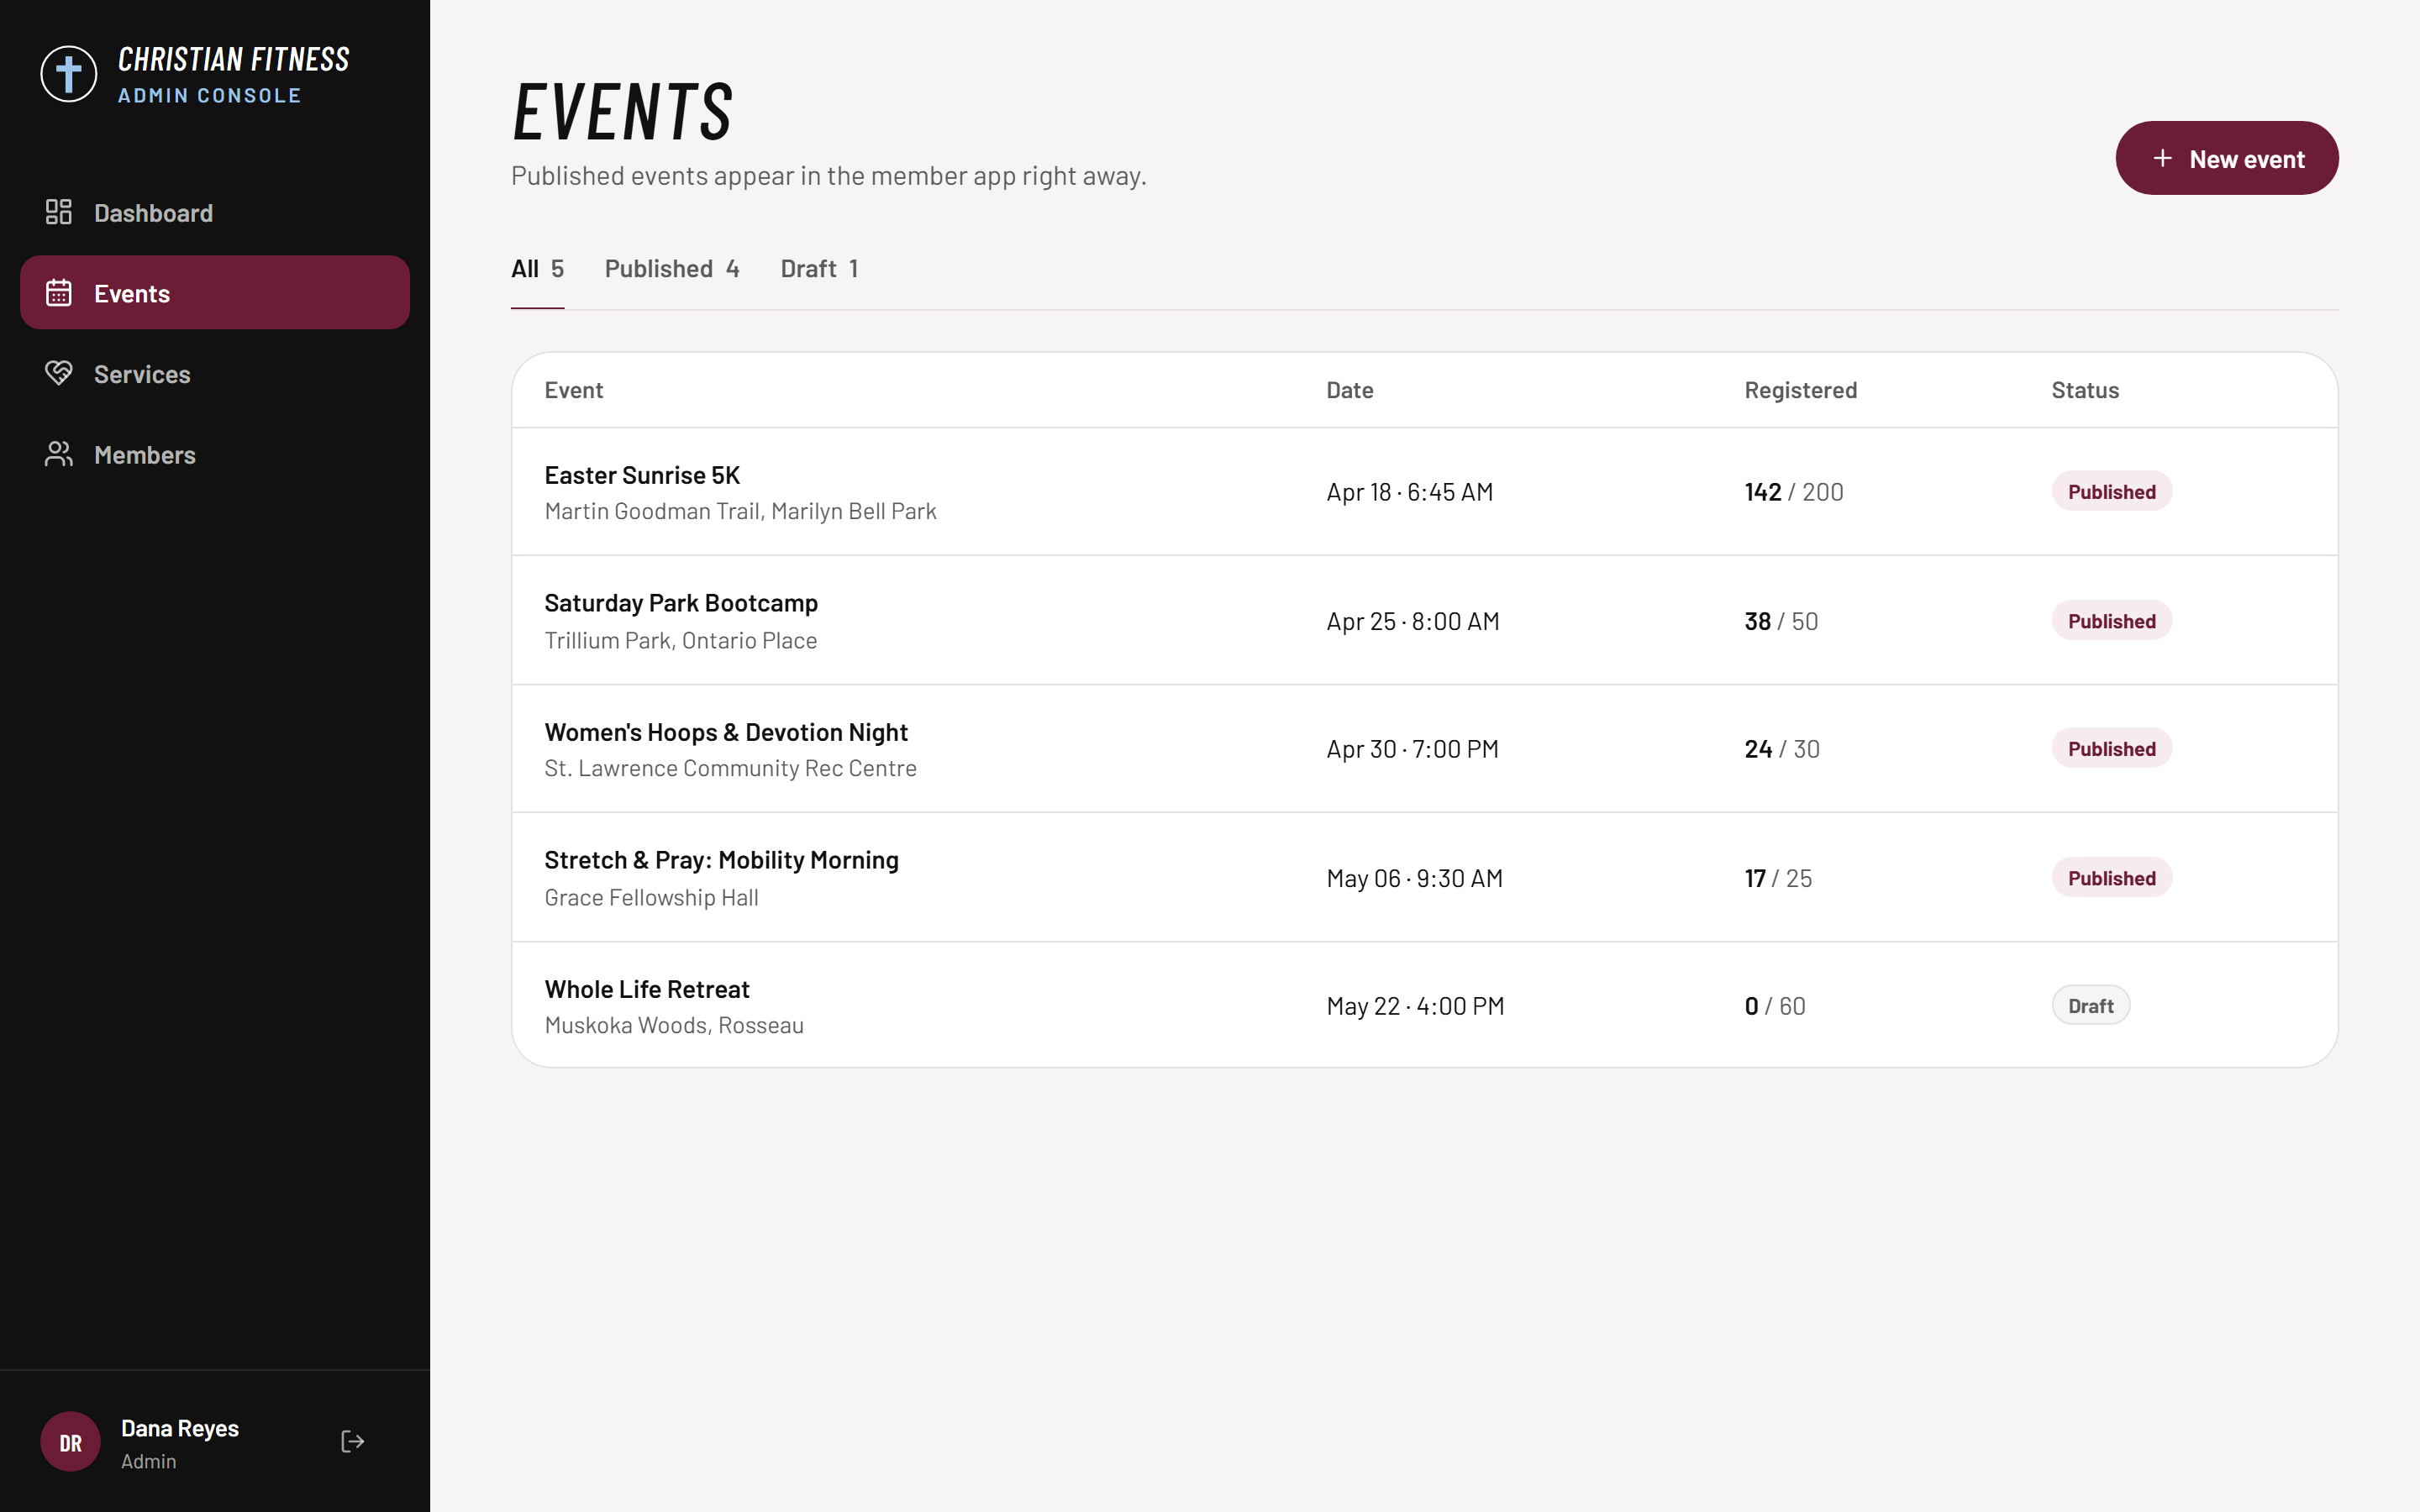 CHRISTIAN FITNESS
ADMIN CONSOLE
Dashboard
Events
Services
Members
Dana Reyes
Admin
DR
EVENTS
Published events appear in the member app right away.
+ New event
All 5 Published 4 Draft 1
Event Date Registered Status
Easter Sunrise 5K
Martin Goodman Trail, Marilyn Bell Park
Apr 18 · 6:45 AM 142 / 200 Published
Saturday Park Bootcamp
Trillium Park, Ontario Place
Apr 25 · 8:00 AM 38 / 50 Published
Women's Hoops & Devotion Night
St. Lawrence Community Rec Centre
Apr 30 · 7:00 PM 24 / 30 Published
Stretch & Pray: Mobility Morning
Grace Fellowship Hall
May 06 · 9:30 AM 17 / 25 Published
Whole Life Retreat
Muskoka Woods, Rosseau
May 22 · 4:00 PM 0 / 60 Draft